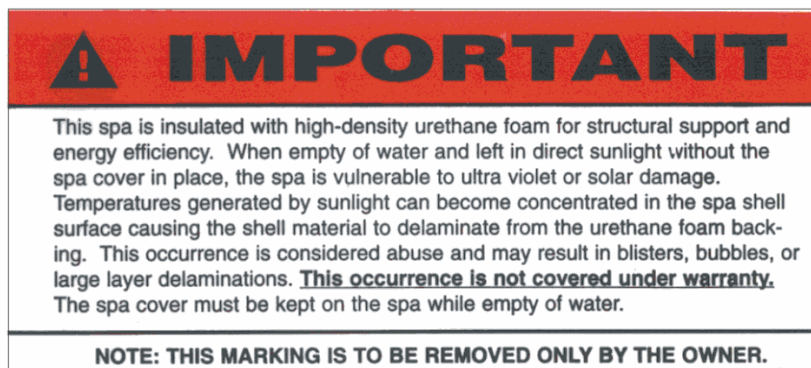 IMPORTANT
This spa is insulated with high-density urethane foam for structural support and
energy efficiency. When empty of water and left in direct sunlight without the
spa cover in place, the spa is vulnerable to ultra violet or solar damage.
Temperatures generated by sunlight can become concentrated in the spa shell
surface causing the shell material to delaminate from the urethane foam back-
ing. This occurrence is considered abuse and may result in blisters, bubbles, or
large layer delaminations. This occurrence is not covered under warranty.
The spa cover must be kept on the spa while empty of water.
NOTE: THIS MARKING IS TO BE REMOVED ONLY BY THE OWNER.